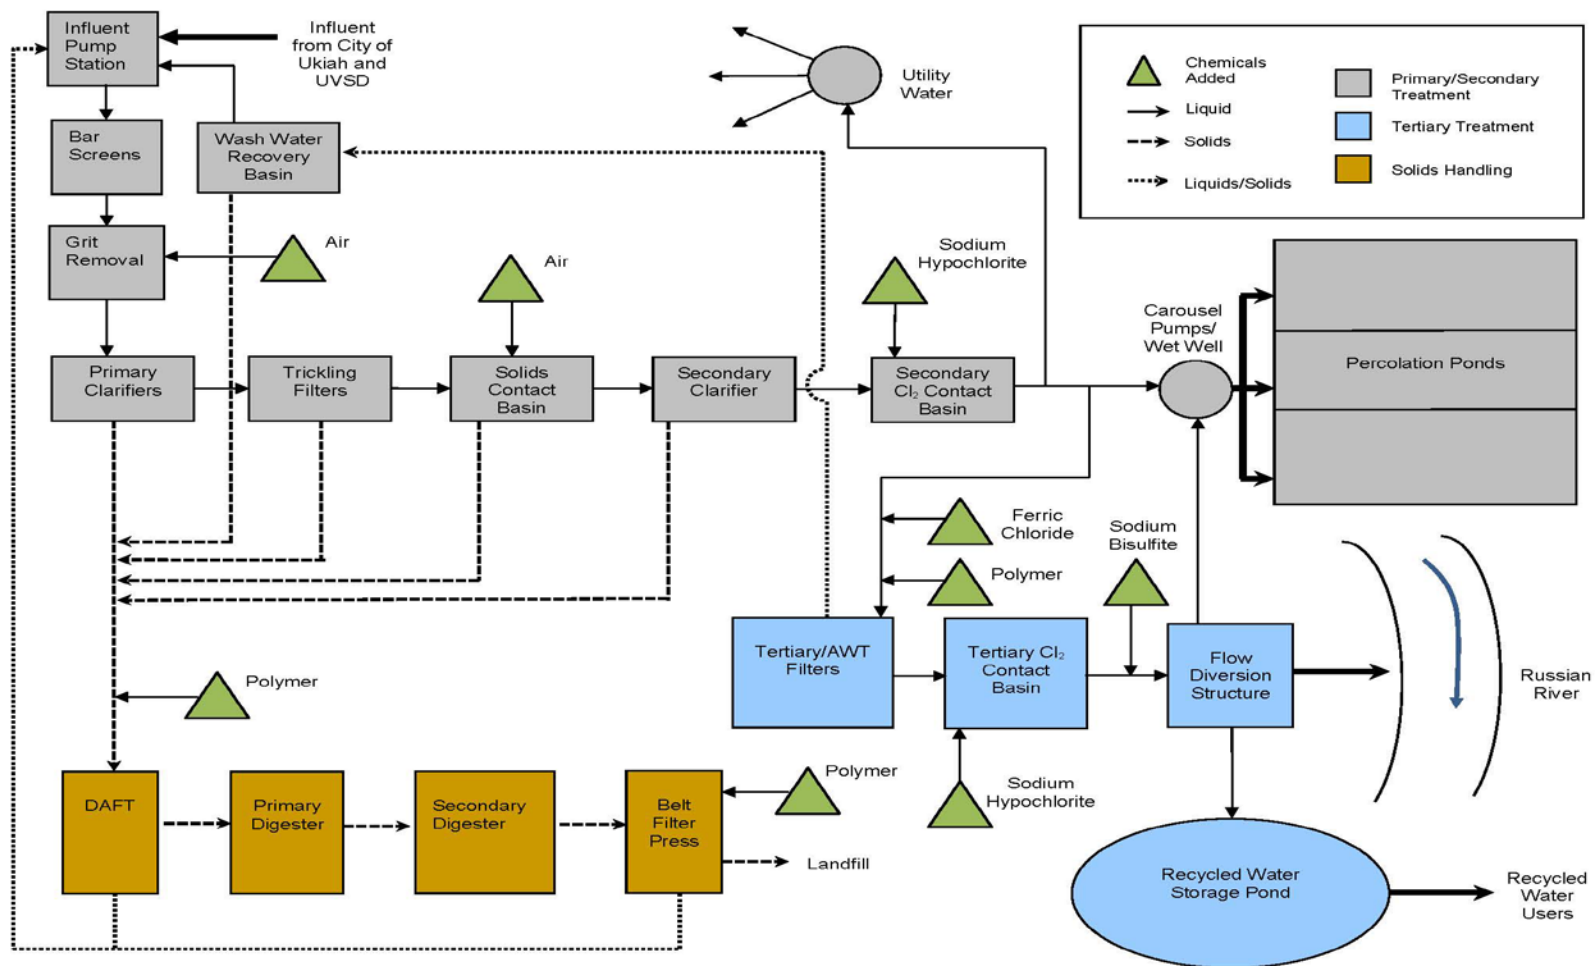 Influent
Pump
Station
Influent
from City of
Ukiah and
UVSD
Bar
Screens
Wash Water
Recovery
Basin
Grit
Removal
Air
Air
Utility
Water
Sodium
Hypochlorite
Chemicals
Added
Liquid
Solids
Liquids/Solids
Primary/Secondary
Treatment
Tertiary Treatment
Solids Handling
Primary
Clarifiers
Trickling
Filters
Solids
Contact
Basin
Secondary
Clarifier
Secondary
Cl₂ Contact
Basin
Carousel
Pumps/
Wet Well
Percolation Ponds
Ferric
Chloride
Polymer
Sodium
Bisulfite
Tertiary/AWT
Filters
Tertiary Cl₂
Contact
Basin
Flow
Diversion
Structure
Russian
River
Polymer
DAFT
Primary
Digester
Secondary
Digester
Belt
Filter
Press
Polymer
Landfill
Sodium
Hypochlorite
Recycled Water
Storage Pond
Recycled
Water
Users